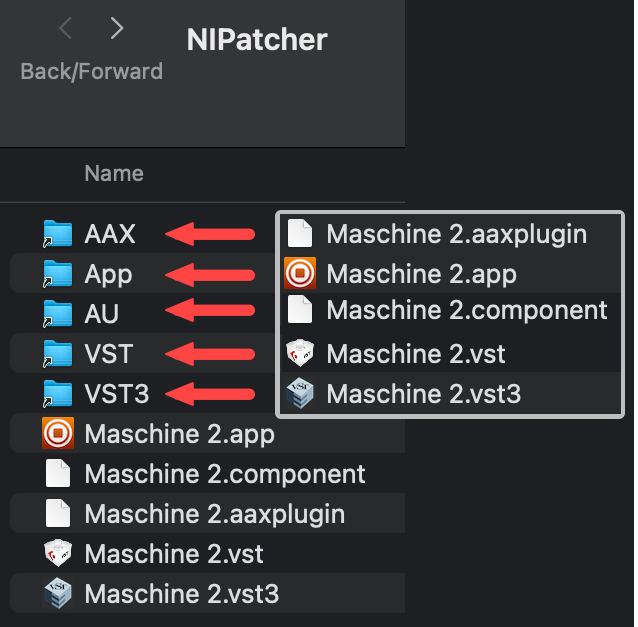 NIPatcher
Back/Forward
Name
AAX
Maschine 2.aaxplugin
App
Maschine 2.app
AU
Maschine 2.component
VST
Maschine 2.vst
VST3
Maschine 2.vst3
Maschine 2.app
Maschine 2.component
Maschine 2.aaxplugin
Maschine 2.vst
Maschine 2.vst3